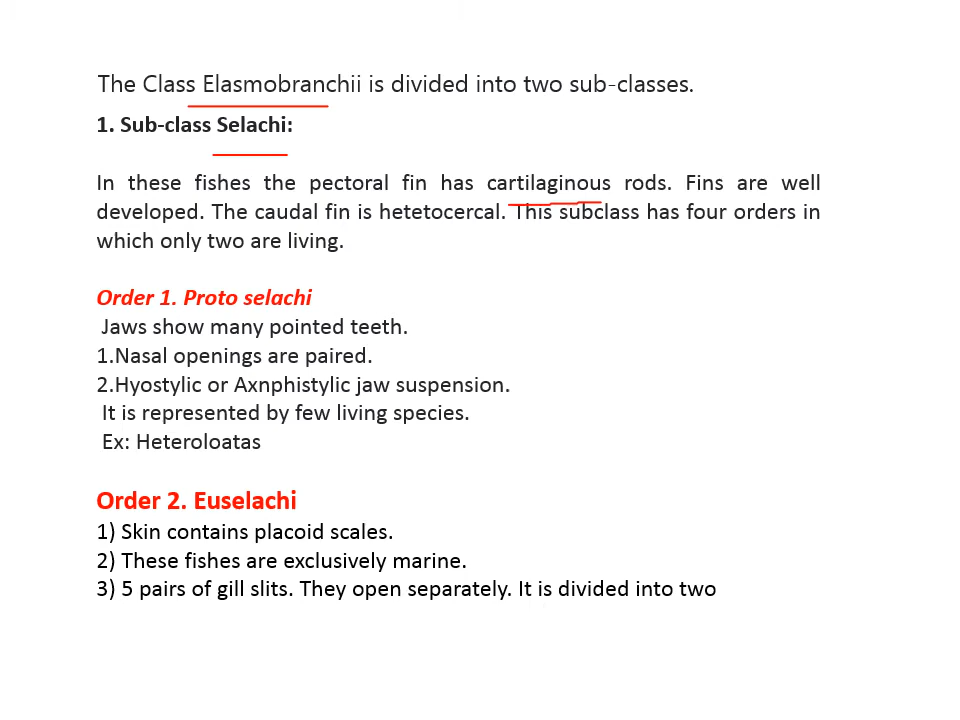 The Class Elasmobranchii is divided into two sub-classes.
1. Sub-class Selachi:
In these fishes the pectoral fin has cartilaginous rods. Fins are well
developed. The caudal fin is hetetocercal. This subclass has four orders in
which only two are living.
Order 1. Proto selachi
Jaws show many pointed teeth.
1.Nasal openings are paired.
2.Hyostylic or Axnphistylic jaw suspension.
It is represented by few living species.
Ex: Heteroloatas
Order 2. Euselachi
1) Skin contains placoid scales.
2) These fishes are exclusively marine.
3) 5 pairs of gill slits. They open separately. It is divided into two